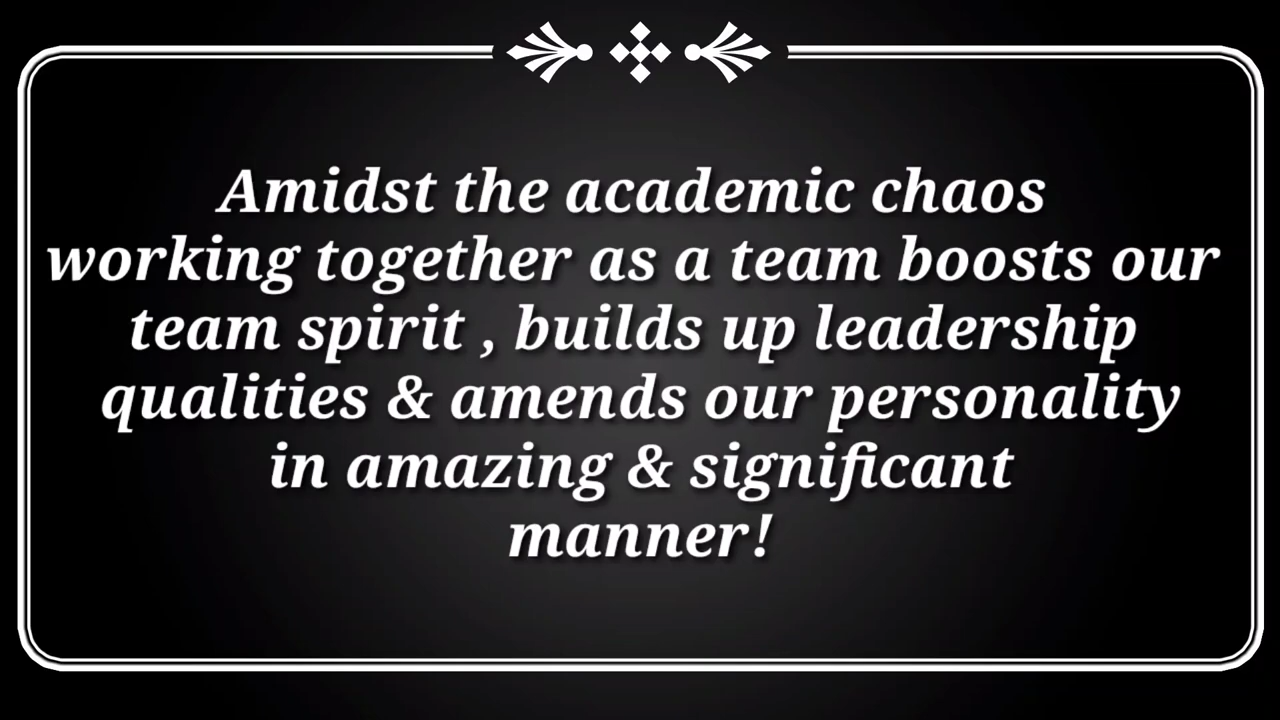 Amidst the academic chaos
working together as a team boosts our
team spirit , builds up leadership
qualities & amends our personality
in amazing & significant
manner!